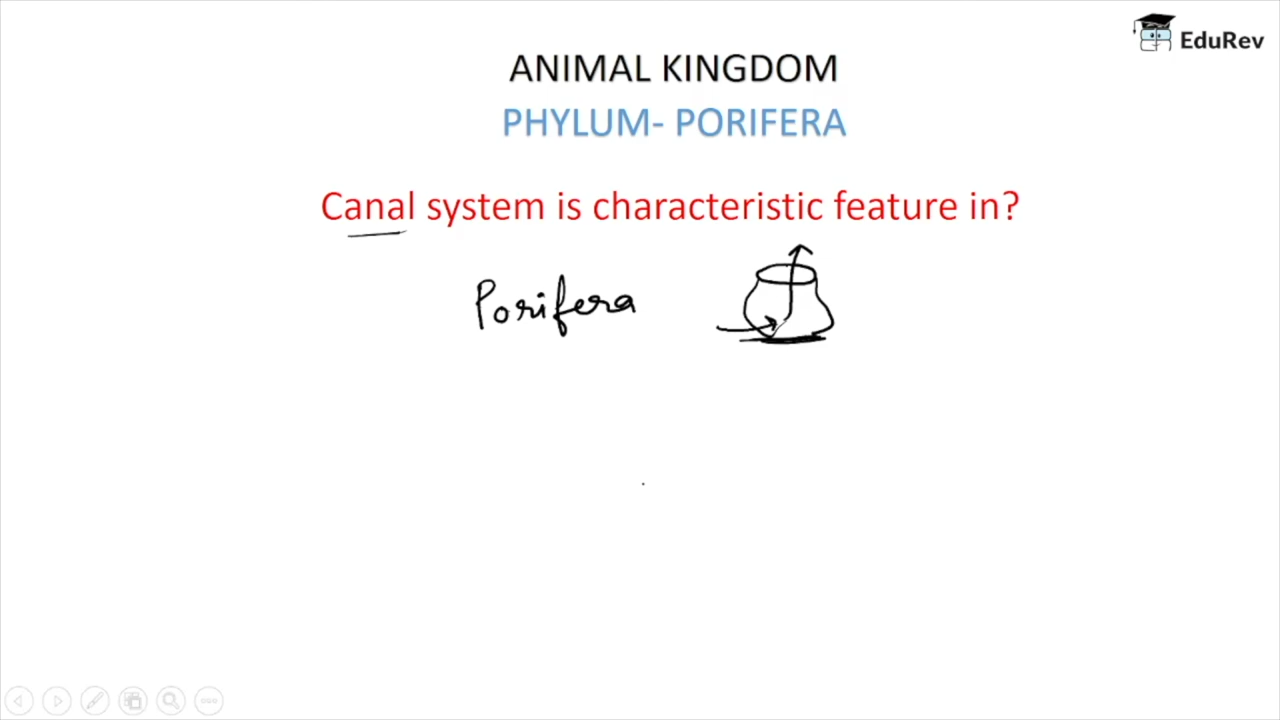 EduRev
ANIMAL KINGDOM
PHYLUM- PORIFERA
Canal system is characteristic feature in?
Porifera